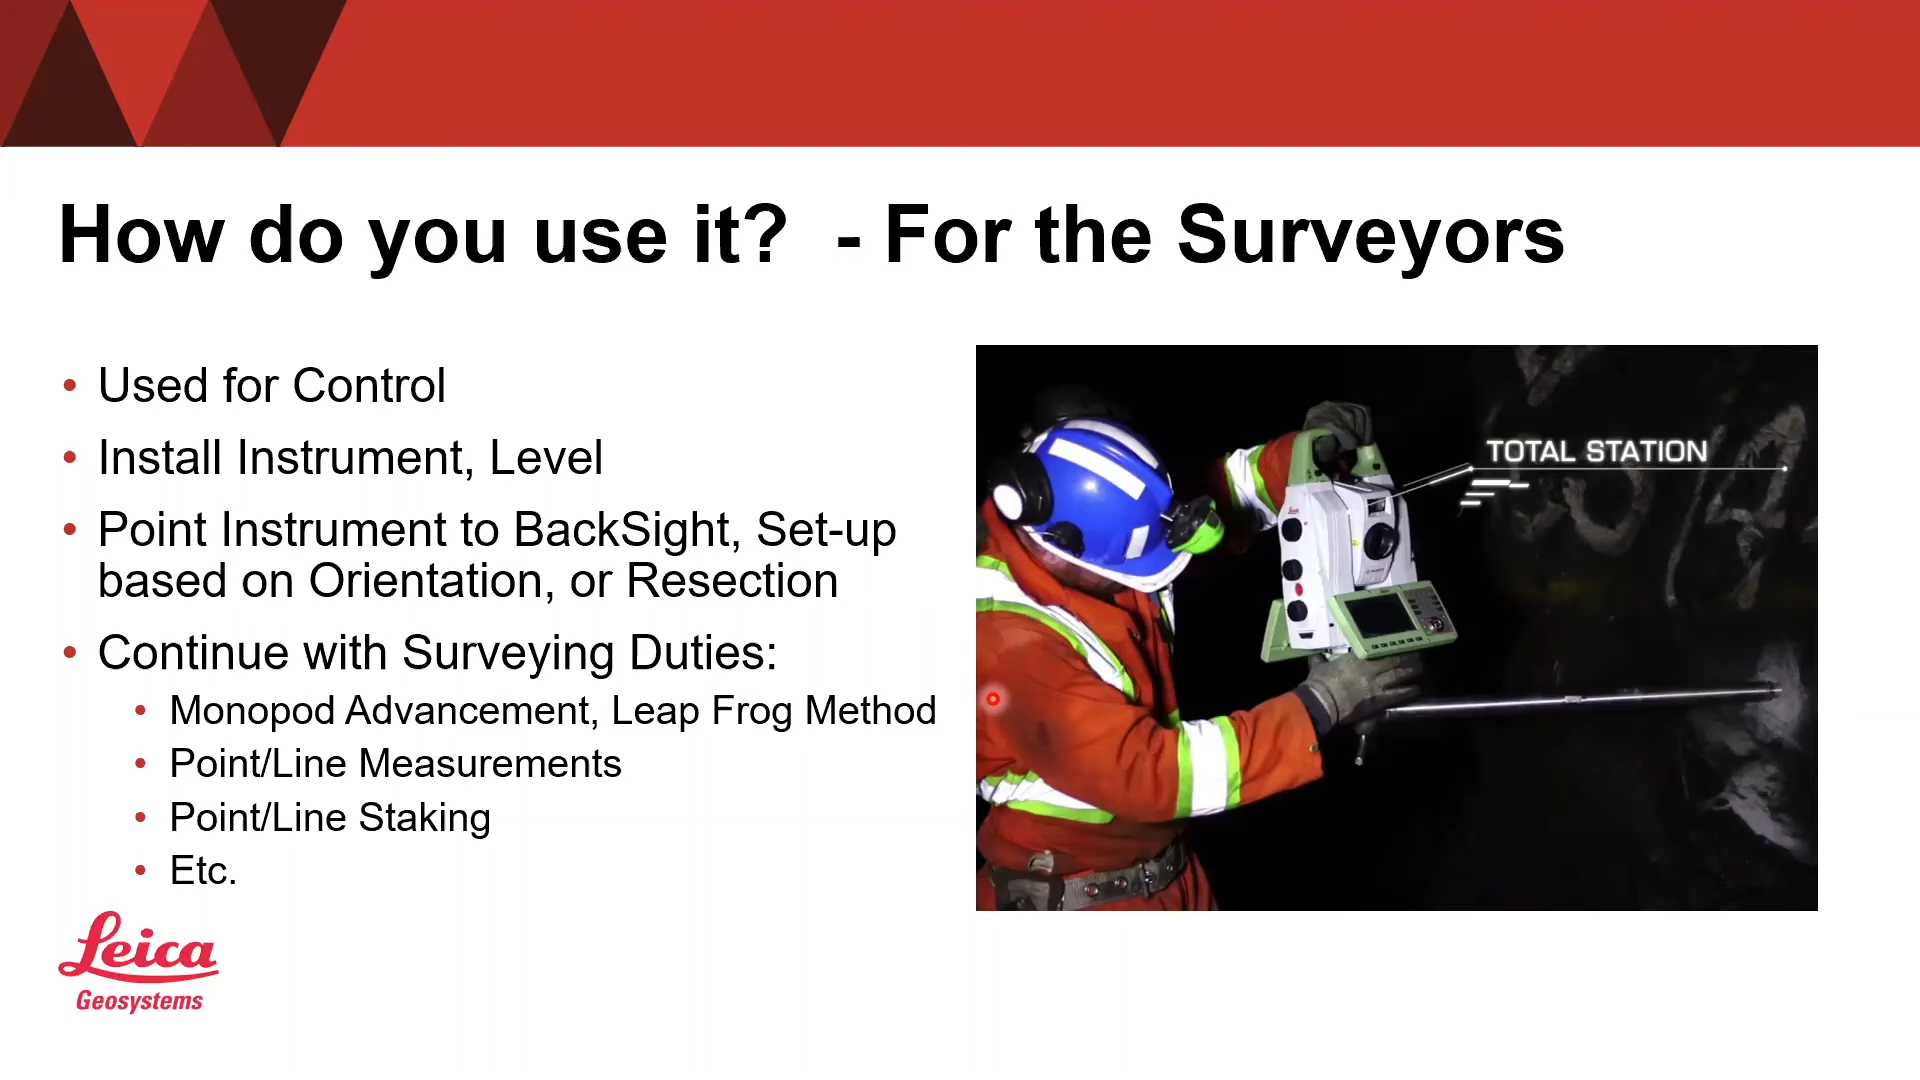 How do you use it?  - For the Surveyors
• Used for Control
• Install Instrument, Level
• Point Instrument to BackSight, Set-up
based on Orientation, or Resection
• Continue with Surveying Duties:
• Monopod Advancement, Leap Frog Method
• Point/Line Measurements
• Point/Line Staking
• Etc.
TOTAL STATION
Leica
Leica
Geosystems